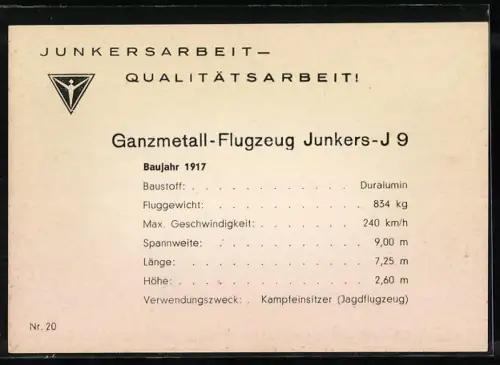 JUNKERSARBEIT—
QUALITÄTSARBEIT!
Ganzmetall-Flugzeug Junkers-J 9
Baujahr 1917
Baustoff: . . . . . . . . . . . . Duralumin
Fluggewicht: . . . . . . . . . . . 834 kg
Max. Geschwindigkeit: . . . . . . . . 240 km/h
Spannweite: . . . . . . . . . . . 9,00 m
Länge: . . . . . . . . . . . . 7,25 m
Höhe: . . . . . . . . . . . . 2,60 m
Verwendungszweck: . Kampfeinsitzer (Jagdflugzeug)
Nr. 20